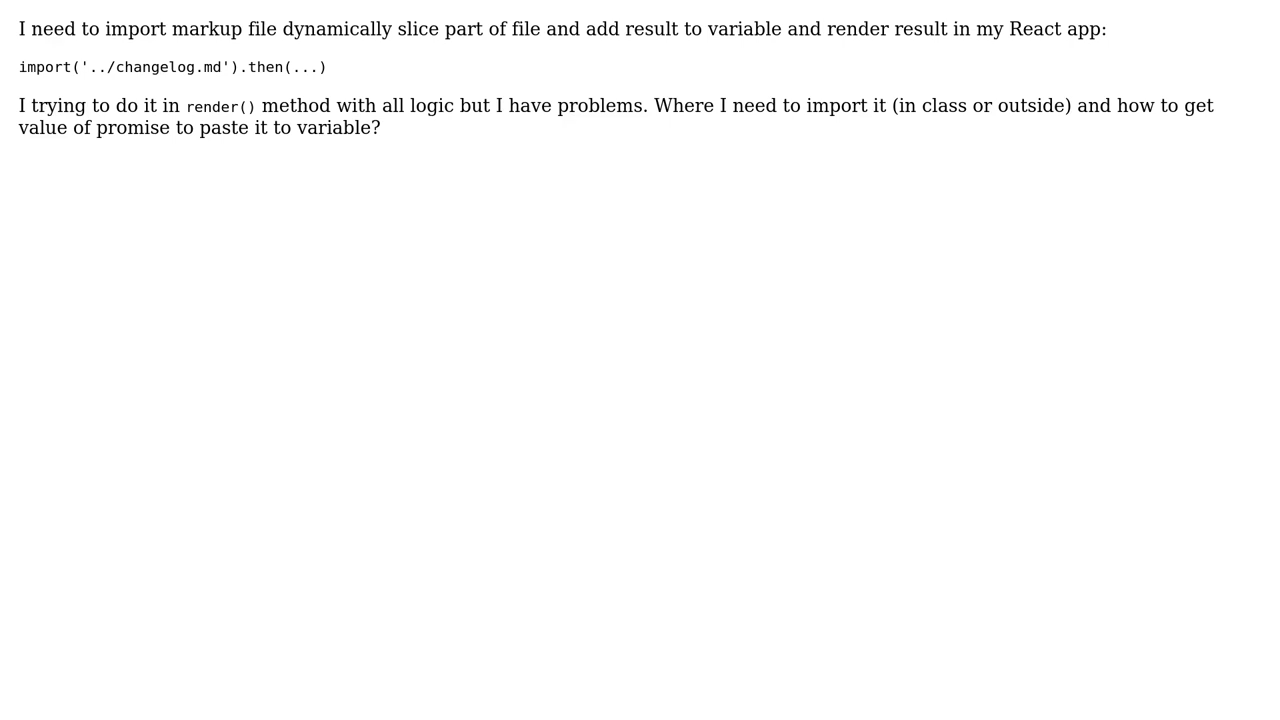 I need to import markup file dynamically slice part of file and add result to variable and render result in my React app:
import('../changelog.md').then(...)
I trying to do it in render() method with all logic but I have problems. Where I need to import it (in class or outside) and how to get
value of promise to paste it to variable?